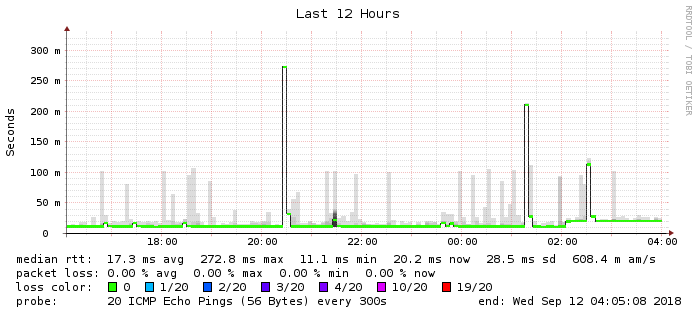 Last 12 Hours
RRDTOOL / TOBI OETIKER
Seconds
300 m
250 m
200 m
150 m
100 m
50 m
0
18:00 20:00 22:00 00:00 02:00 04:00
median rtt: 17.3 ms avg 272.8 ms max 11.1 ms min 20.2 ms now 28.5 ms sd 608.4 m am/s
packet loss: 0.00 % avg 0.00 % max 0.00 % min 0.00 % now
loss color: 0 1/20 2/20 3/20 4/20 10/20 19/20
probe: 20 ICMP Echo Pings (56 Bytes) every 300s end: Wed Sep 12 04:05:08 2018